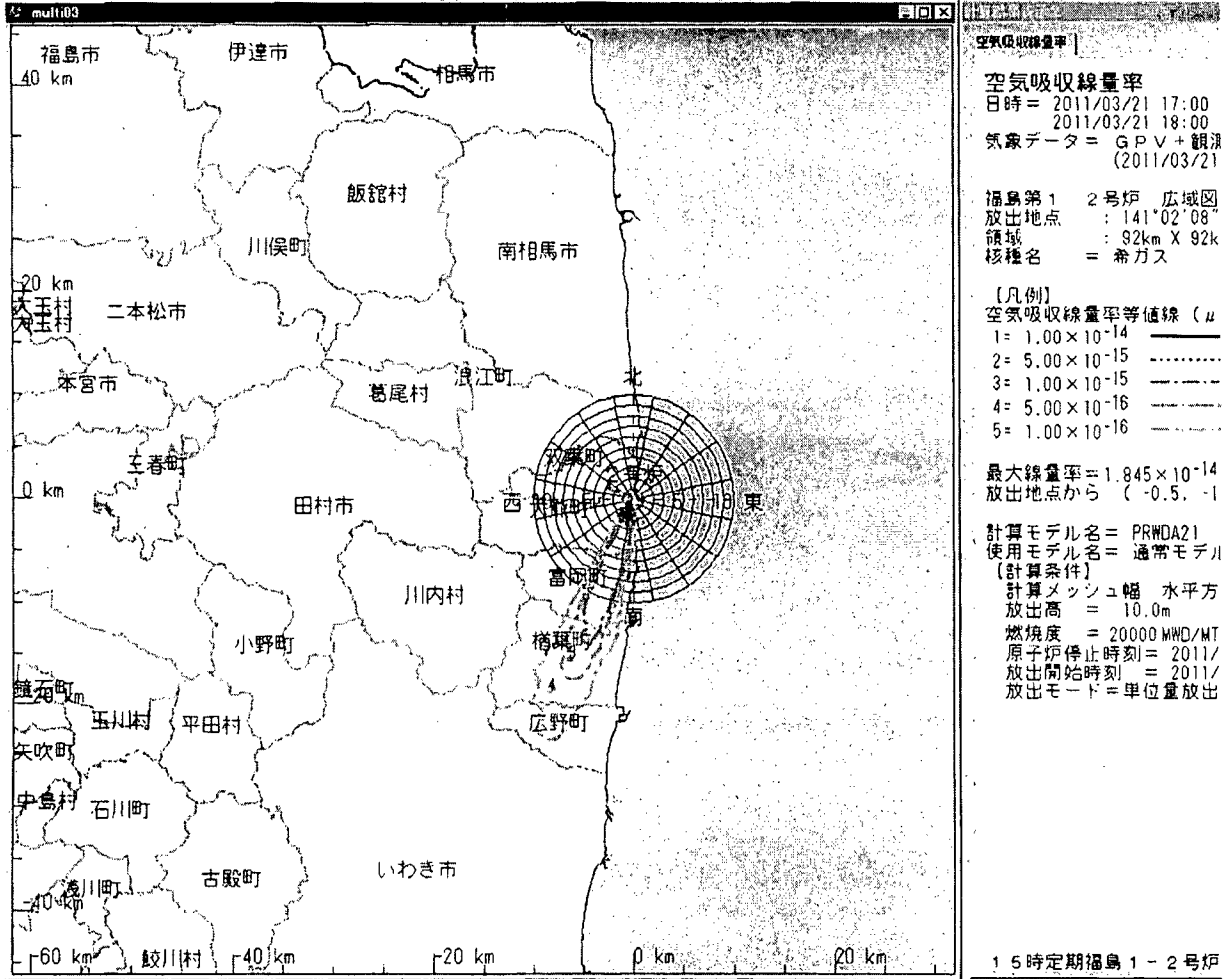 multi03
福島市
伊達市
相馬市
40 km
飯舘村
川俣町
南相馬市
20 km
大玉村
大玉村
二本松市
本宮市
葛尾村
浪江町
北
三春町
双葉町
0 km
田村市
西
10
東
富岡町
川内村
南
小野町
楢葉町
鏡石町
-20 km
玉川村
平田村
広野町
矢吹町
中島村
石川町
いわき市
古殿町
浅川町
-40 km
-60 km
鮫川村
-40 km
-20 km
0 km
20 km
空気吸収線量率
空気吸収線量率
日時= 2011/03/21 17:00
2011/03/21 18:00
気象データ= GPV+観測
(2011/03/21
福島第1 2号炉 広域図
放出地点 : 141°02'08"
領域 : 92km X 92k
核種名 = 希ガス
【凡例】
空気吸収線量率等値線 (μ
1= 1.00×10-14
2= 5.00×10-15
3= 1.00×10-15
4= 5.00×10-16
5= 1.00×10-16
最大線量率=1.845×10-14
放出地点から ( -0.5, -1
計算モデル名= PRWDA21
使用モデル名= 通常モデル
【計算条件】
計算メッシュ幅 水平方
放出高 = 10.0m
燃焼度 = 20000MWD/MT
原子炉停止時刻= 2011/
放出開始時刻 = 2011/
放出モード=単位量放出
15時定期福島1-2号炉